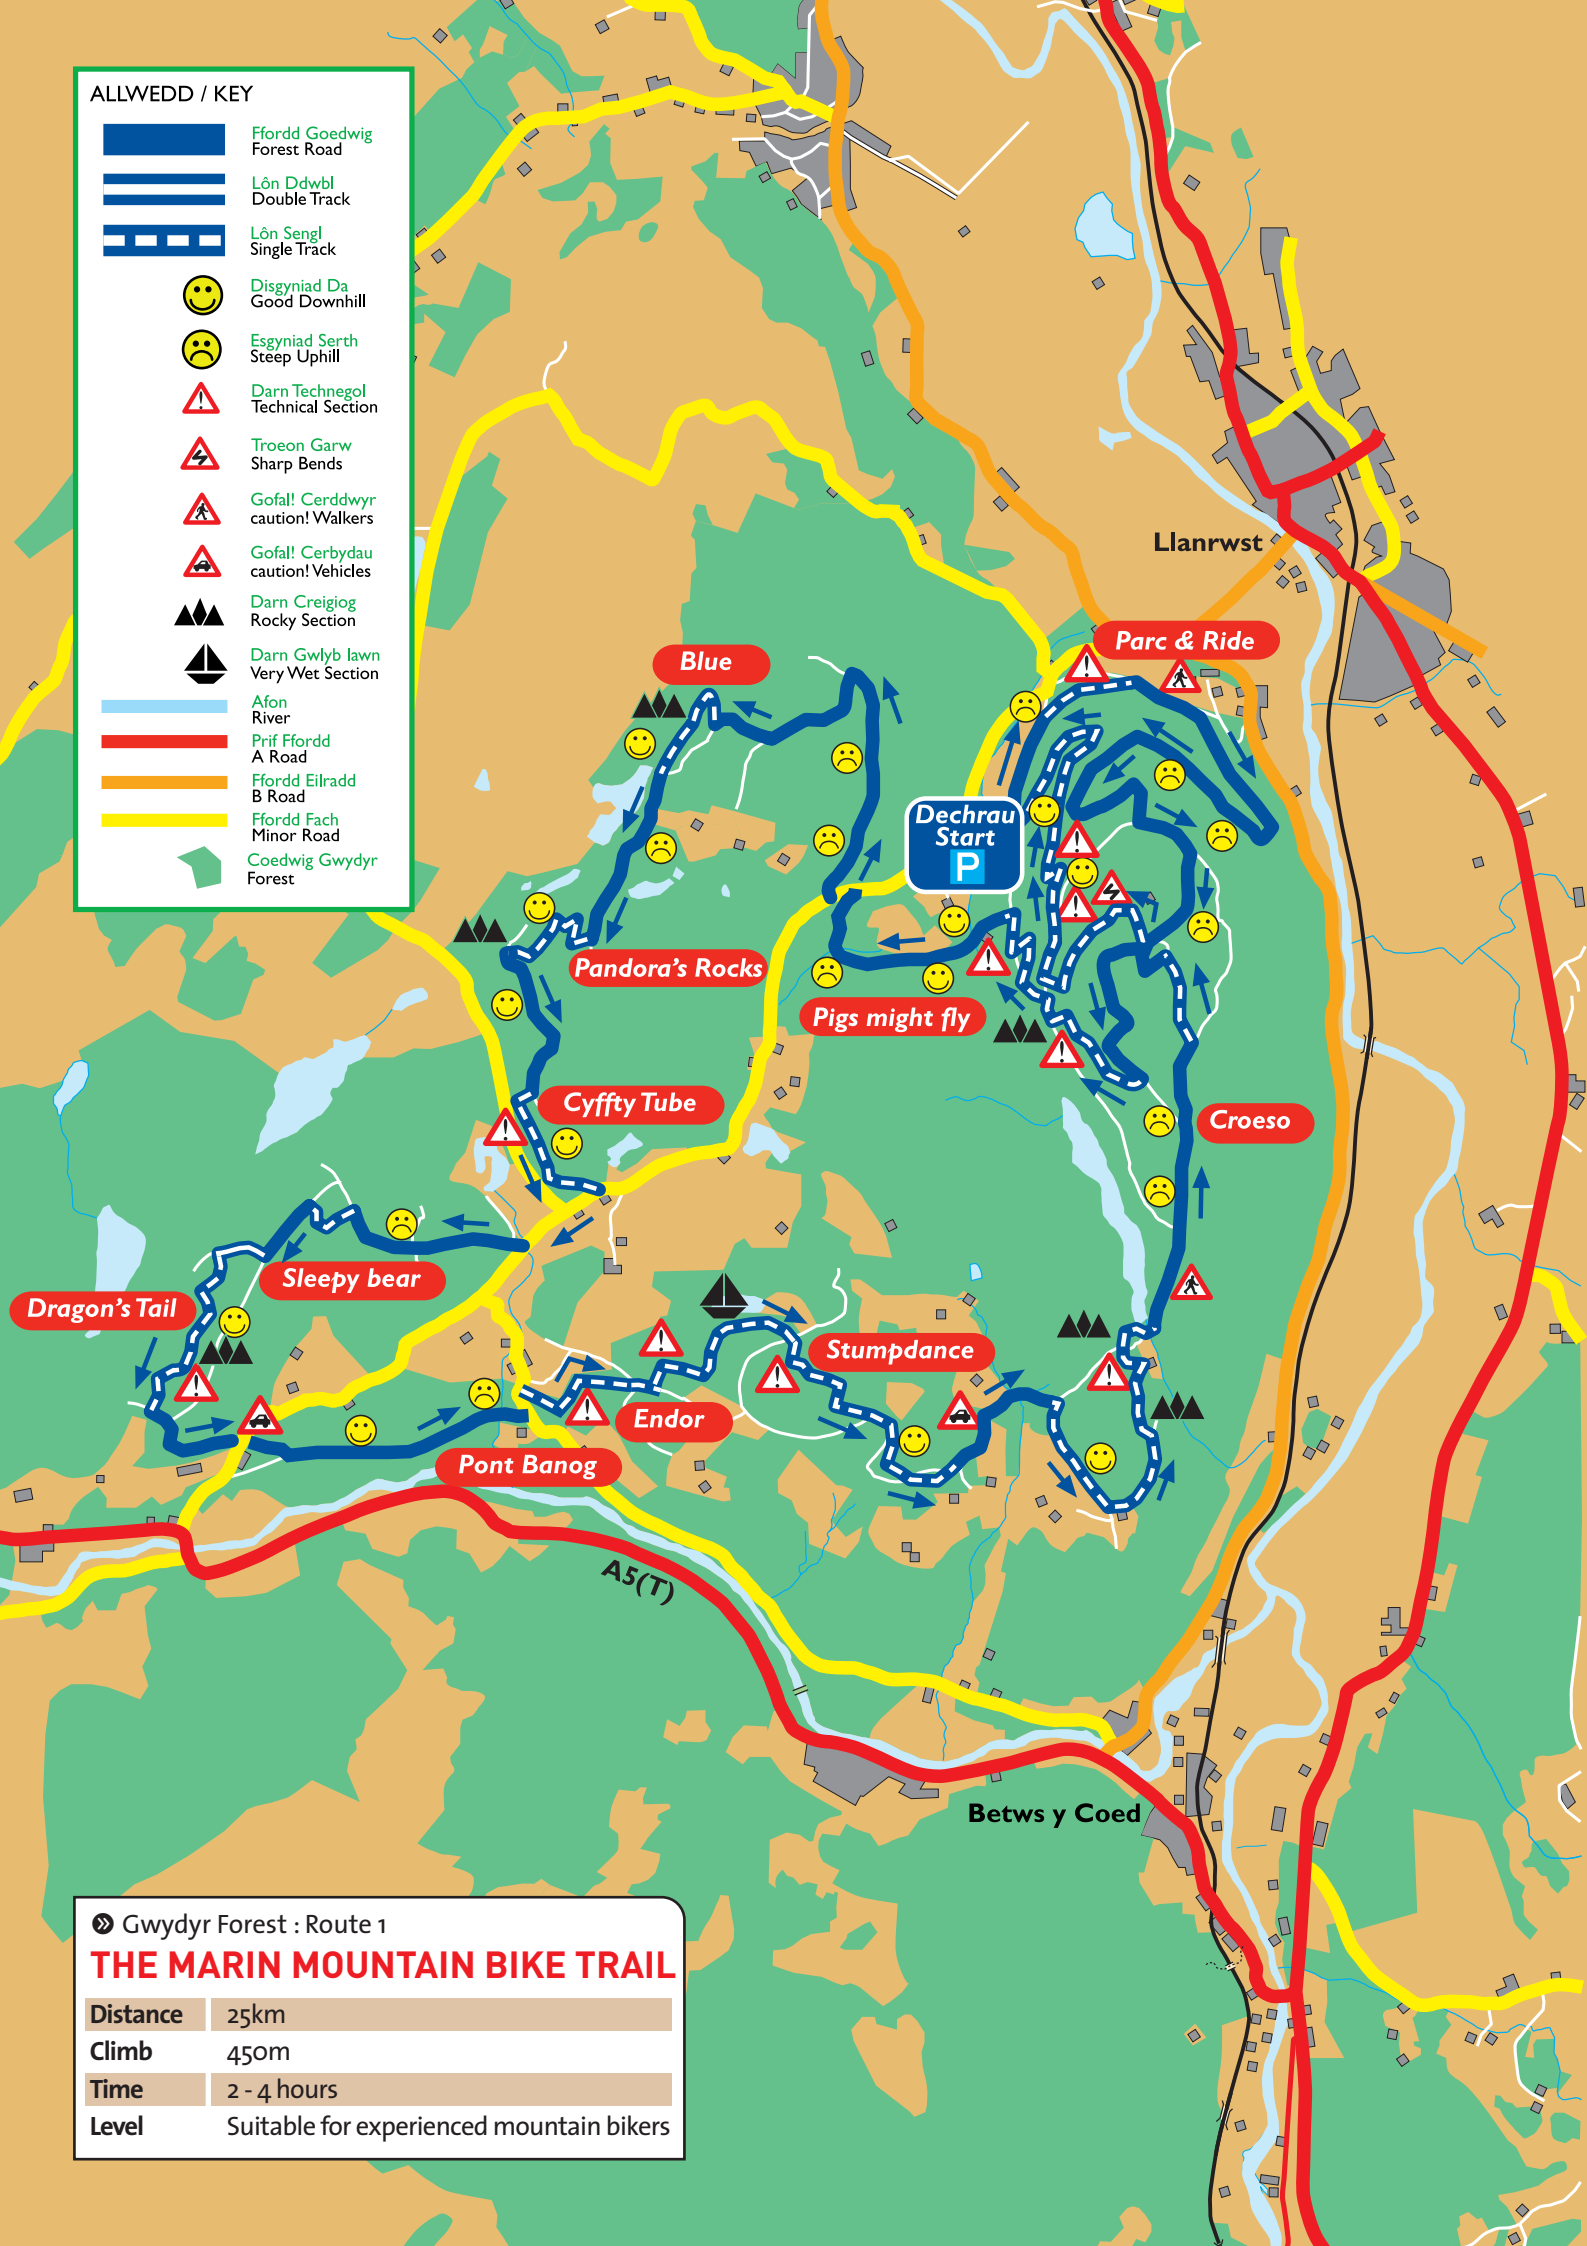 ALLWEDD / KEY
Ffordd Goedwig
Forest Road
Lôn Ddwbl
Double Track
Lôn Sengl
Single Track
Disgyniad Da
Good Downhill
Esgyniad Serth
Steep Uphill
Darn Technegol
Technical Section
Troeon Garw
Sharp Bends
Gofal! Cerddwyr
caution! Walkers
Gofal! Cerbydau
caution! Vehicles
Darn Creigiog
Rocky Section
Darn Gwlyb Iawn
Very Wet Section
Afon
River
Prif Ffordd
A Road
Ffordd Eilradd
B Road
Ffordd Fach
Minor Road
Coedwig Gwydyr
Forest
Llanrwst
Parc & Ride
Blue
Dechrau
Start
P
Pandora's Rocks
Pigs might fly
Cyffty Tube
Croeso
Sleepy bear
Dragon's Tail
Stumpdance
Endor
Pont Banog
A5(T)
Betws y Coed
Gwydyr Forest : Route 1
THE MARIN MOUNTAIN BIKE TRAIL
Distance 25km
Climb 450m
Time 2 - 4 hours
Level Suitable for experienced mountain bikers